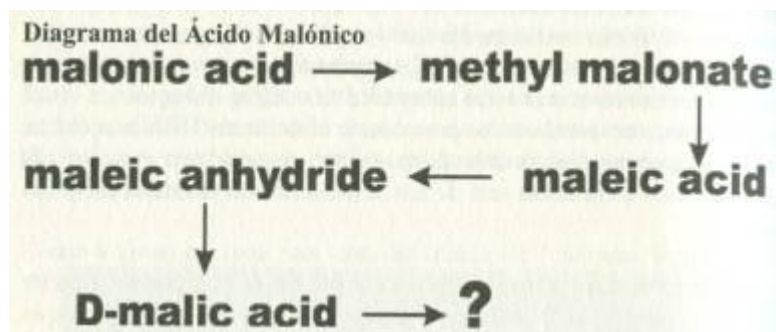 Diagrama del Ácido Malónico
malonic acid → methyl malonate
maleic anhydride ← maleic acid
D-malic acid → ?